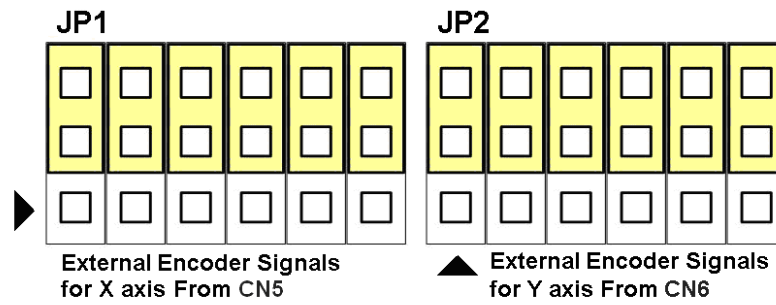 JP1
JP2
External Encoder Signals
for X axis From CN5
External Encoder Signals
for Y axis From CN6